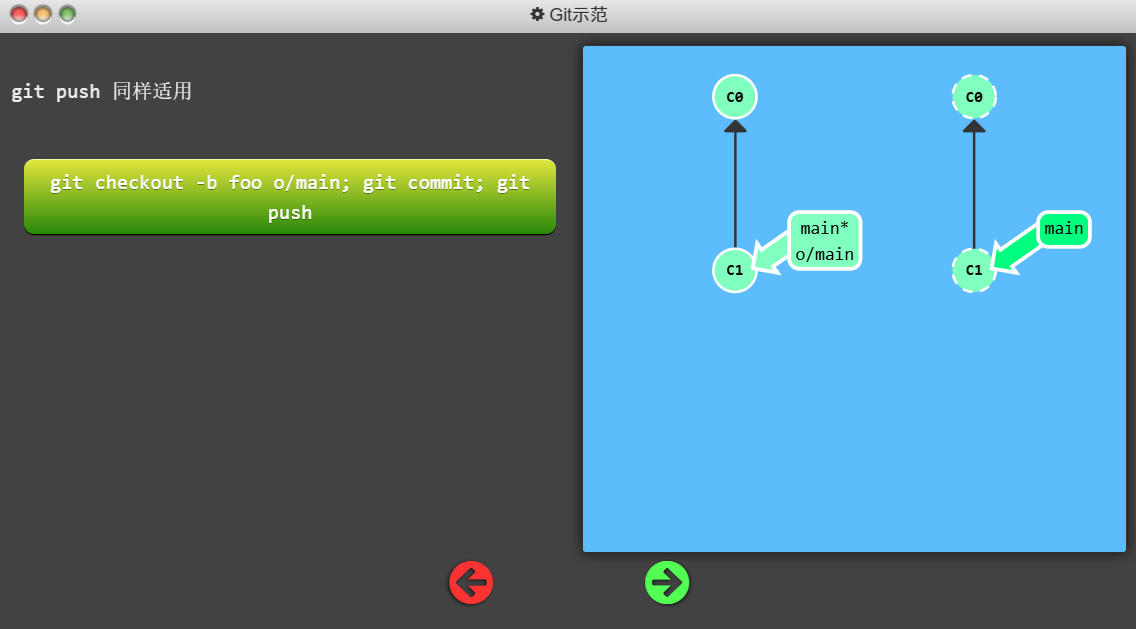 Git示范
git push 同样适用
git checkout -b foo o/main; git commit; git
push
C0
C0
main*
o/main
main
C1
C1